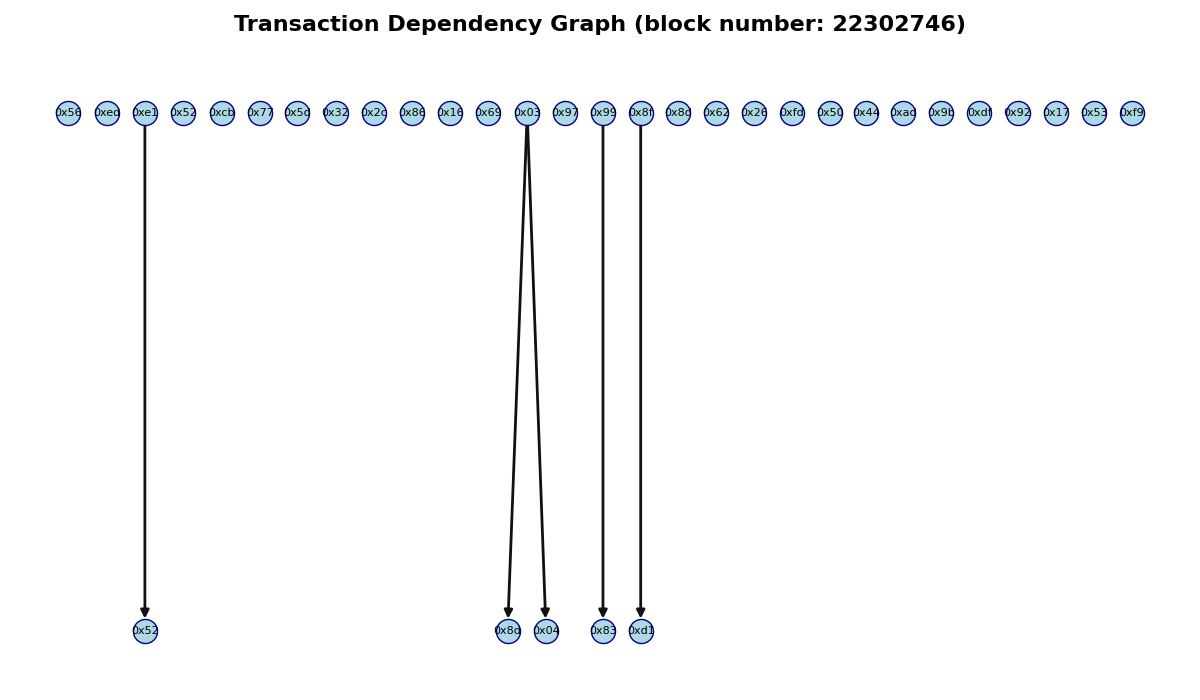 Transaction Dependency Graph (block number: 22302746)
0x56 0xed 0xe1 0x52 0xcb 0x77 0x5d 0x32 0x2c 0x86 0x16 0x69 0x03 0x97 0x99 0x8f 0x8d 0x62 0x26 0xfd 0x50 0x44 0xad 0x9b 0xdf 0x92 0x17 0x53 0xf9
0x52 0x8d 0x04 0x83 0xd1